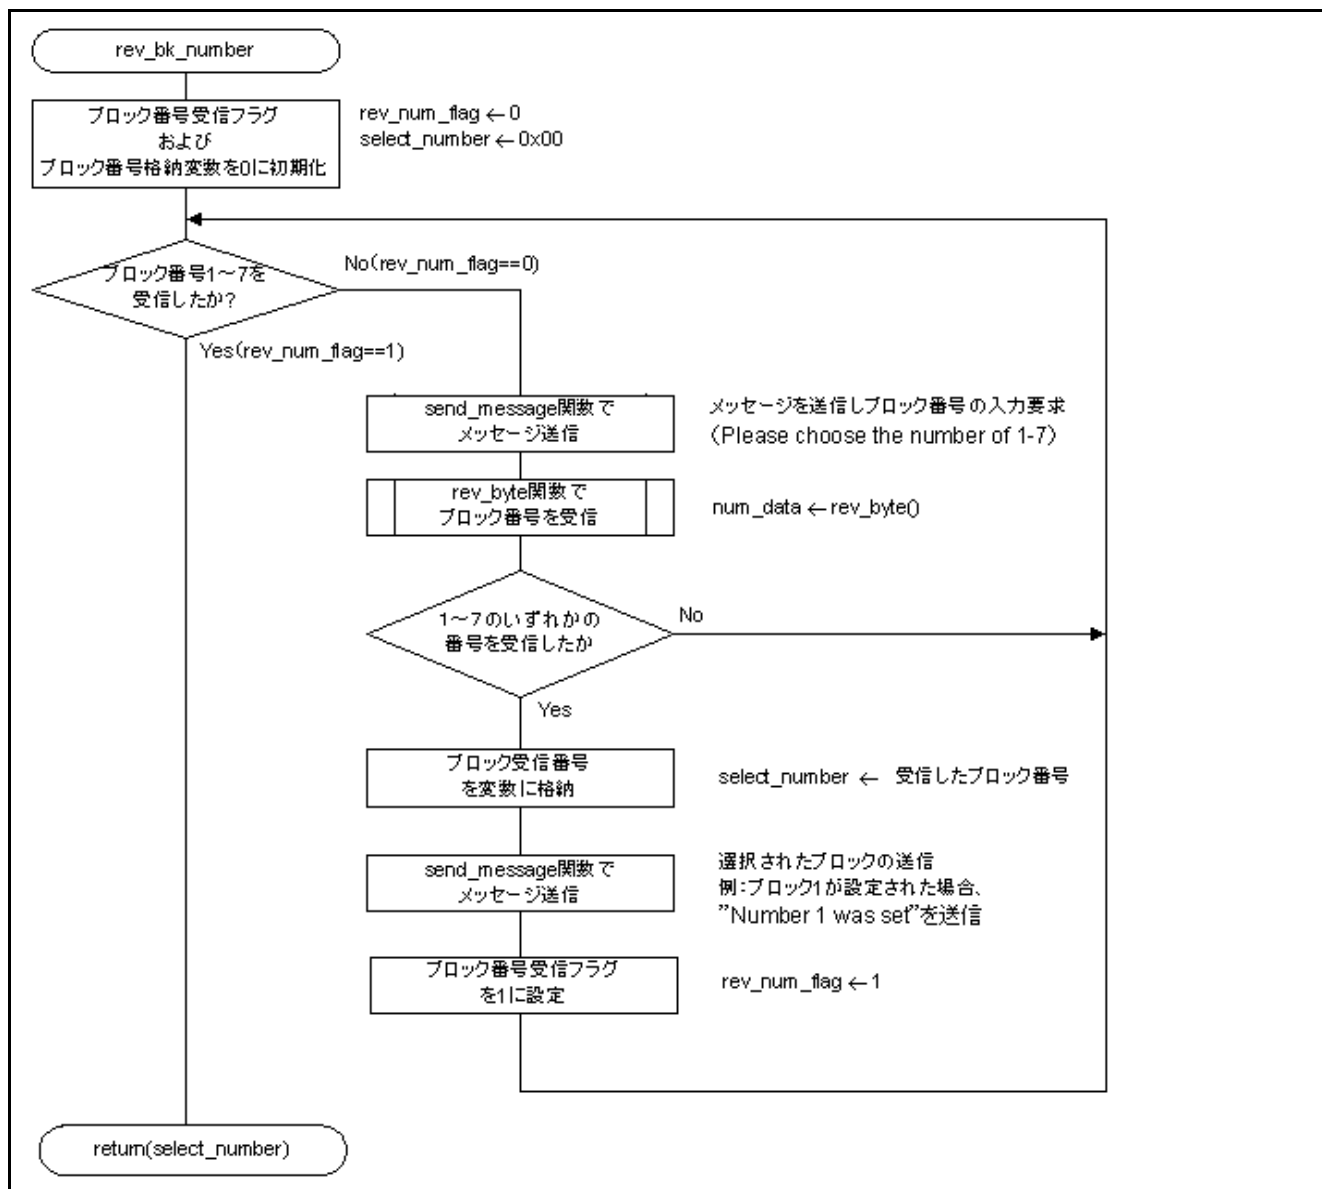 rev_bk_number
ブロック番号受信フラグ
および
ブロック番号格納変数を0に初期化
rev_num_flag ← 0
select_number ← 0x00
ブロック番号1～7を
受信したか?
No(rev_num_flag==0)
Yes(rev_num_flag==1)
send_message関数で
メッセージ送信
メッセージを送信しブロック番号の入力要求
(Please choose the number of 1-7)
rev_byte関数で
ブロック番号を受信
num_data ← rev_byte()
1～7のいずれかの
番号を受信したか
No
Yes
ブロック受信番号
を変数に格納
select_number ← 受信したブロック番号
send_message関数で
メッセージ送信
選択されたブロックの送信
例:ブロック1が設定された場合、
”Number 1 was set”を送信
ブロック番号受信フラグ
を1に設定
rev_num_flag ← 1
return(select_number)